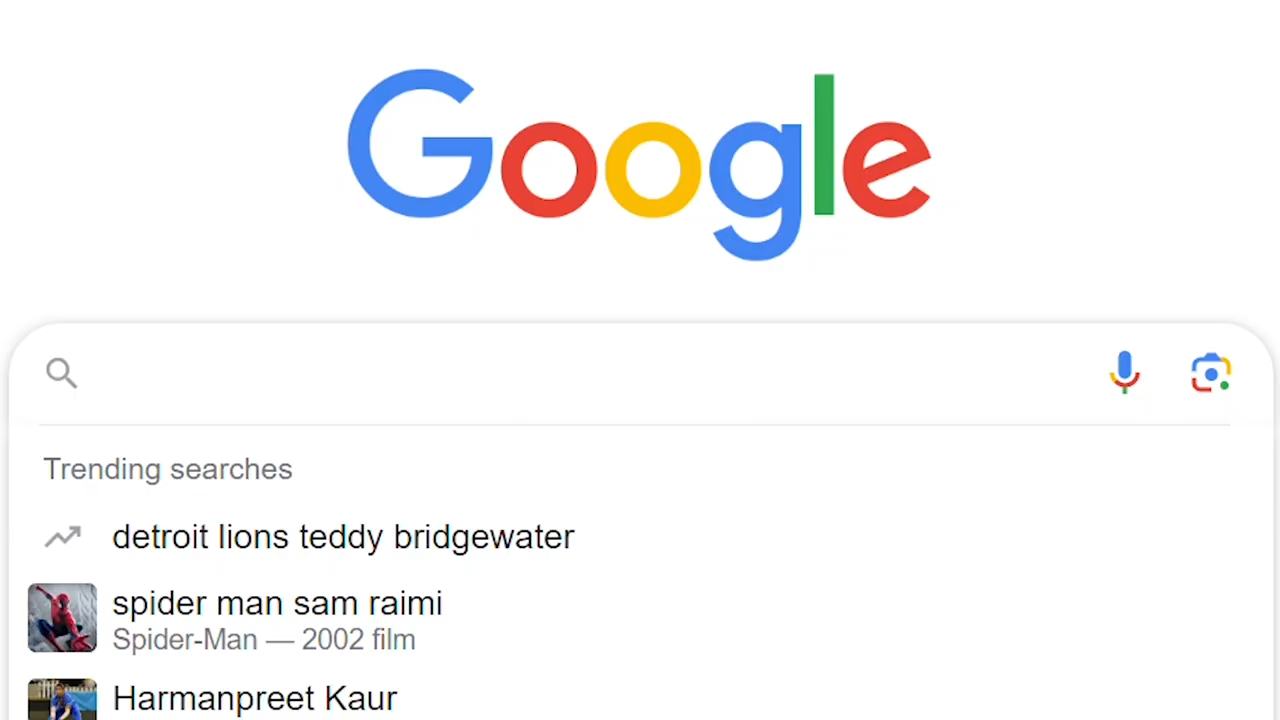 Google
Trending searches
detroit lions teddy bridgewater
spider man sam raimi
Spider-Man — 2002 film
Harmanpreet Kaur